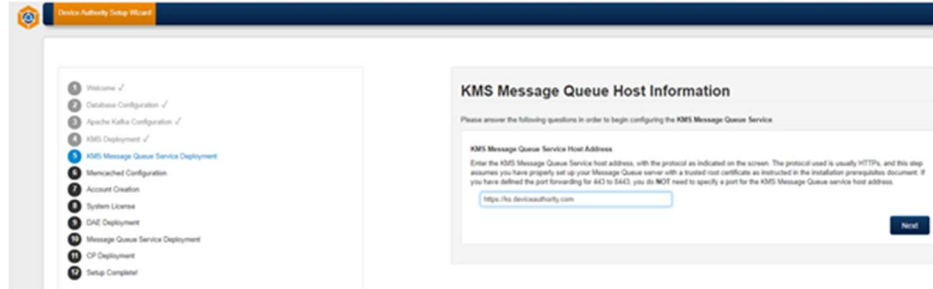 Device Authority Setup Wizard
1 Welcome ✓
2 Database Configuration ✓
3 Apache Kafka Configuration ✓
4 KMS Deployment ✓
5 KMS Message Queue Service Deployment
6 Memcached Configuration
7 Account Creation
8 System License
9 DAE Deployment
10 Message Queue Service Deployment
11 CP Deployment
12 Setup Complete!
KMS Message Queue Host Information
Please answer the following questions in order to begin configuring the KMS Message Queue Service.
KMS Message Queue Service Host Address
Enter the KMS Message Queue Service host address, with the protocol as indicated on the screen. The protocol used is usually HTTPs, and this step
assumes you have properly set up your Message Queue server with a trusted root certificate as instructed in the installation prerequisites document. If
you have defined the port forwarding for 443 to 8443, you do NOT need to specify a port for the KMS Message Queue service host address.
https://ks.deviceauthority.com
Next